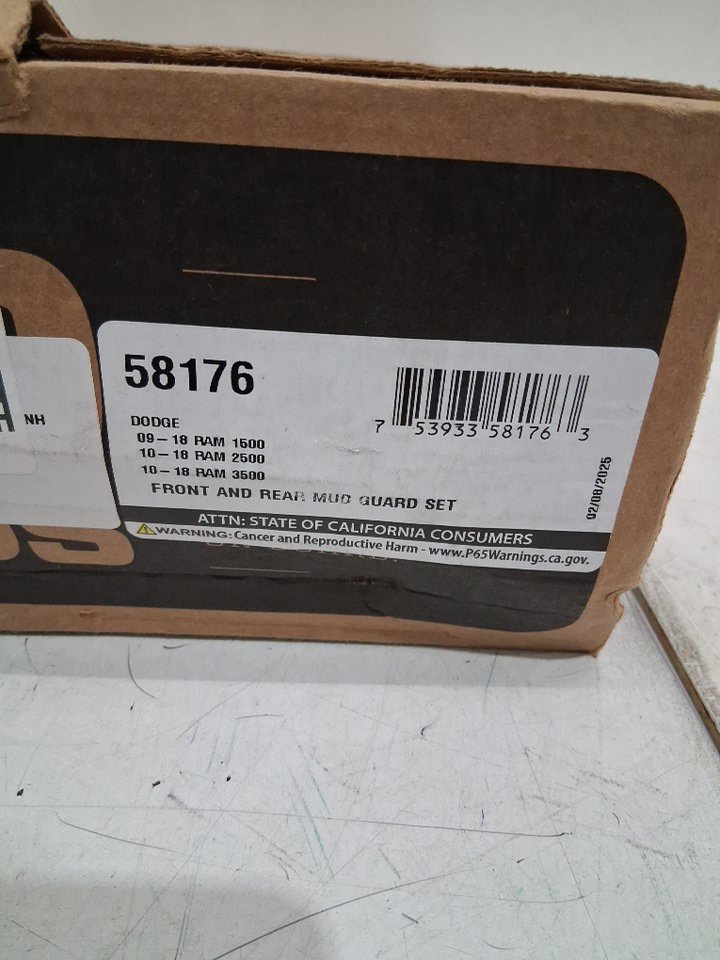 58176
DODGE
09-18 RAM 1500
10-18 RAM 2500
10-18 RAM 3500
FRONT AND REAR MUD GUARD SET
7 53933 58176 3
02/08/2025
ATTN: STATE OF CALIFORNIA CONSUMERS
WARNING: Cancer and Reproductive Harm - www.P65Warnings.ca.gov.
NH